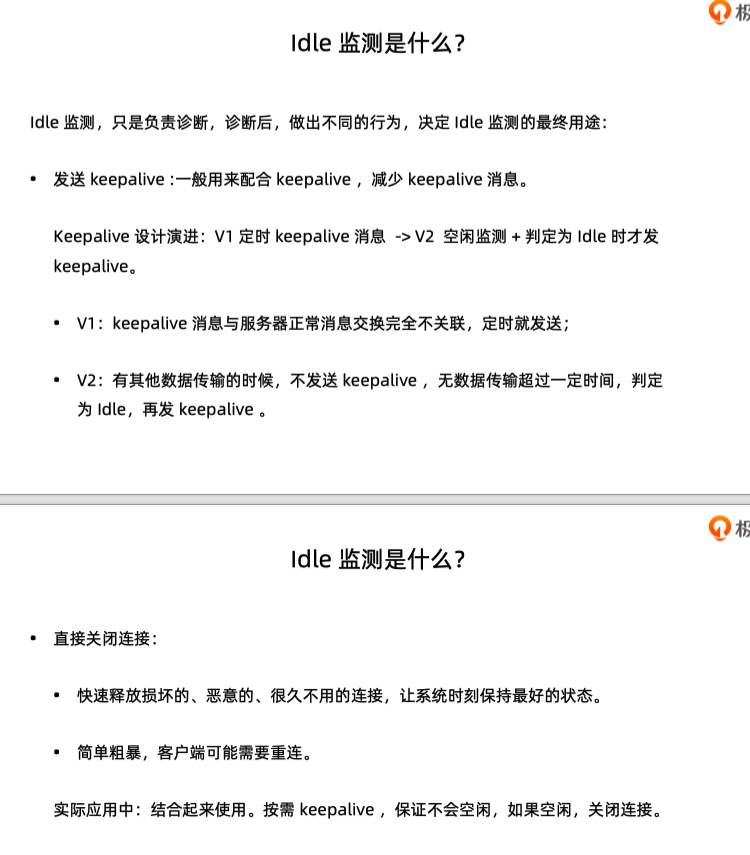 极
Idle 监测是什么？
Idle 监测，只是负责诊断，诊断后，做出不同的行为，决定 Idle 监测的最终用途：
• 发送 keepalive :一般用来配合 keepalive ，减少 keepalive 消息。
Keepalive 设计演进：V1 定时 keepalive 消息 -> V2 空闲监测 + 判定为 Idle 时才发
keepalive。
• V1：keepalive 消息与服务器正常消息交换完全不关联，定时就发送；
• V2：有其他数据传输的时候，不发送 keepalive ，无数据传输超过一定时间，判定
为 Idle，再发 keepalive 。
极
Idle 监测是什么？
• 直接关闭连接：
• 快速释放损坏的、恶意的、很久不用的连接，让系统时刻保持最好的状态。
• 简单粗暴，客户端可能需要重连。
实际应用中：结合起来使用。按需 keepalive ，保证不会空闲，如果空闲，关闭连接。